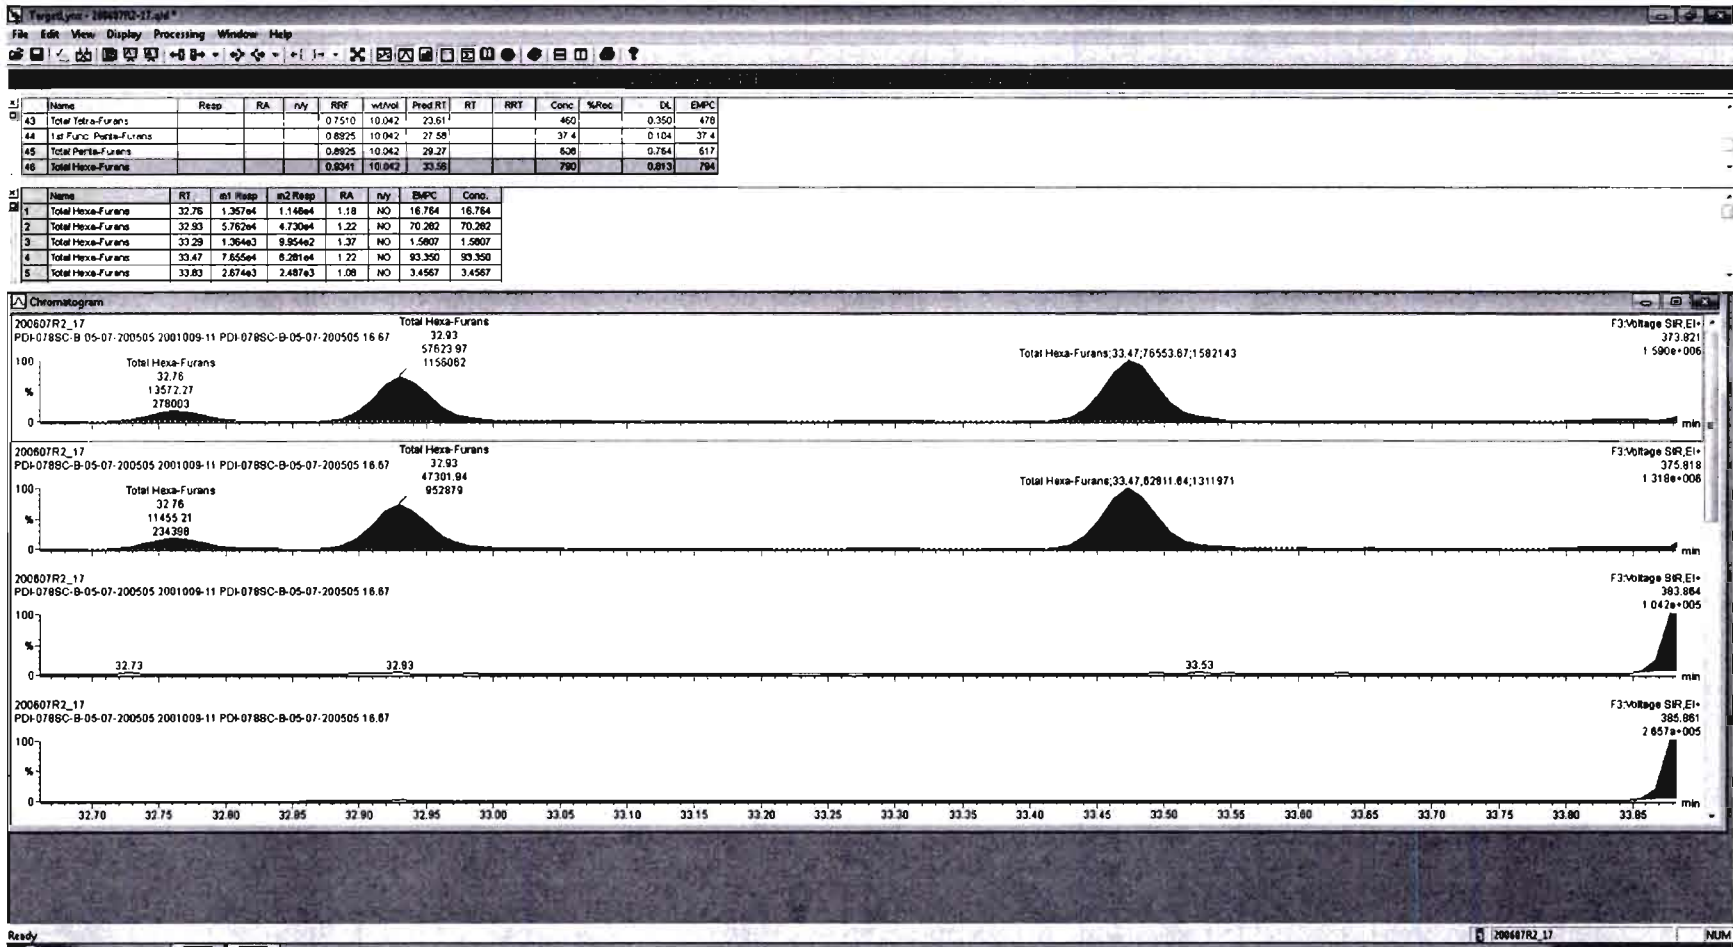 TargetLynx - 200607R2-17.qld *
File Edit View Display Processing Window Help
Name Resp RA n/y RRF wt/vol Pred.RT RT RRT Conc. %Rec DL EMPC
43 Total Tetra-Furans 0.7510 10.042 23.61 460 0.350 478
44 1st Func. Penta-Furans 0.8925 10.042 27.58 37.4 0.104 37.4
45 Total Penta-Furans 0.8925 10.042 29.27 0.764 617
46 Total Hexa-Furans 0.9341 10.042 33.56 790 0.813 794
Name RT m1 Resp m2 Resp RA n/y EMPC Conc.
1 Total Hexa-Furans 32.76 1.357e4 1.146e4 1.18 NO 16.764 16.764
2 Total Hexa-Furans 32.93 5.762e4 4.730e4 1.22 NO 70.282 70.282
3 Total Hexa-Furans 33.29 1.364e3 9.954e2 1.37 NO 1.5807 1.5807
4 Total Hexa-Furans 33.47 7.655e4 6.281e4 1.22 NO 93.350 93.350
5 Total Hexa-Furans 33.83 2.674e3 2.487e3 1.08 NO 3.4567 3.4567
Chromatogram
200607R2_17
PDI-078SC-B-05-07-200505 2001009-11 PDI-078SC-B-05-07-200505 16.67
F3:Voltage SIR,EI+
373.821
1.590e+006
Total Hexa-Furans
32.93
57623.97
1156062
Total Hexa-Furans
32.76
13572.27
278003
Total Hexa-Furans;33.47;76553.67;1582143
100
%
0
min
200607R2_17
PDI-078SC-B-05-07-200505 2001009-11 PDI-078SC-B-05-07-200505 16.67
F3:Voltage SIR,EI+
375.818
1.318e+006
Total Hexa-Furans
32.93
47301.94
952879
Total Hexa-Furans
32.76
11455.21
234398
Total Hexa-Furans;33.47;62811.64;1311971
100
%
0
min
200607R2_17
PDI-078SC-B-05-07-200505 2001009-11 PDI-078SC-B-05-07-200505 16.67
F3:Voltage SIR,EI+
383.864
1.042e+005
100
%
32.73 32.93 33.53
0
min
200607R2_17
PDI-078SC-B-05-07-200505 2001009-11 PDI-078SC-B-05-07-200505 16.67
F3:Voltage SIR,EI+
385.861
2.657e+005
100
%
0
min
32.70 32.75 32.80 32.85 32.90 32.95 33.00 33.05 33.10 33.15 33.20 33.25 33.30 33.35 33.40 33.45 33.50 33.55 33.60 33.65 33.70 33.75 33.80 33.85
Ready
200607R2_17 NUM